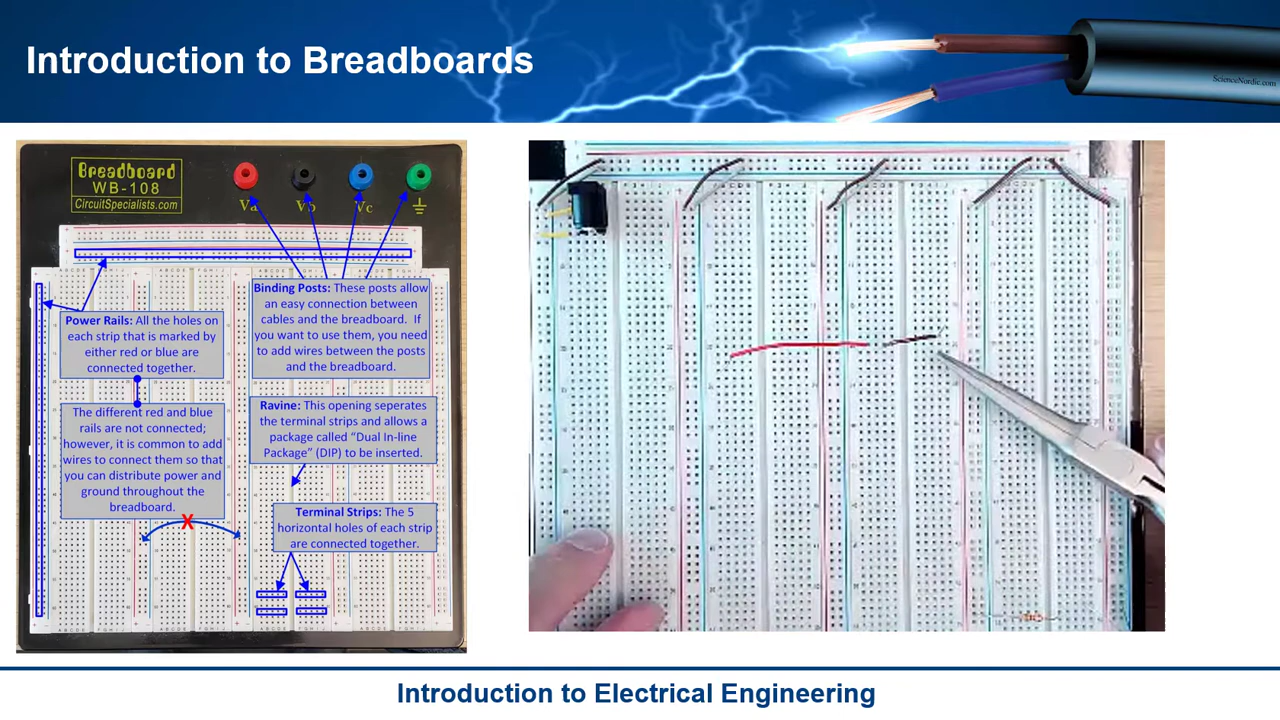 Introduction to Breadboards
ScienceNordic.com
Breadboard
WB-108
CircuitSpecialists.com
Va
Vb
Vc
Binding Posts: These posts allow
an easy connection between
cables and the breadboard. If
you want to use them, you need
to add wires between the posts
and the breadboard.
Power Rails: All the holes on
each strip that is marked by
either red or blue are
connected together.
The different red and blue
rails are not connected;
however, it is common to add
wires to connect them so that
you can distribute power and
ground throughout the
breadboard.
X
Ravine: This opening seperates
the terminal strips and allows a
package called “Dual In-line
Package” (DIP) to be inserted.
Terminal Strips: The 5
horizontal holes of each strip
are connected together.
Introduction to Electrical Engineering